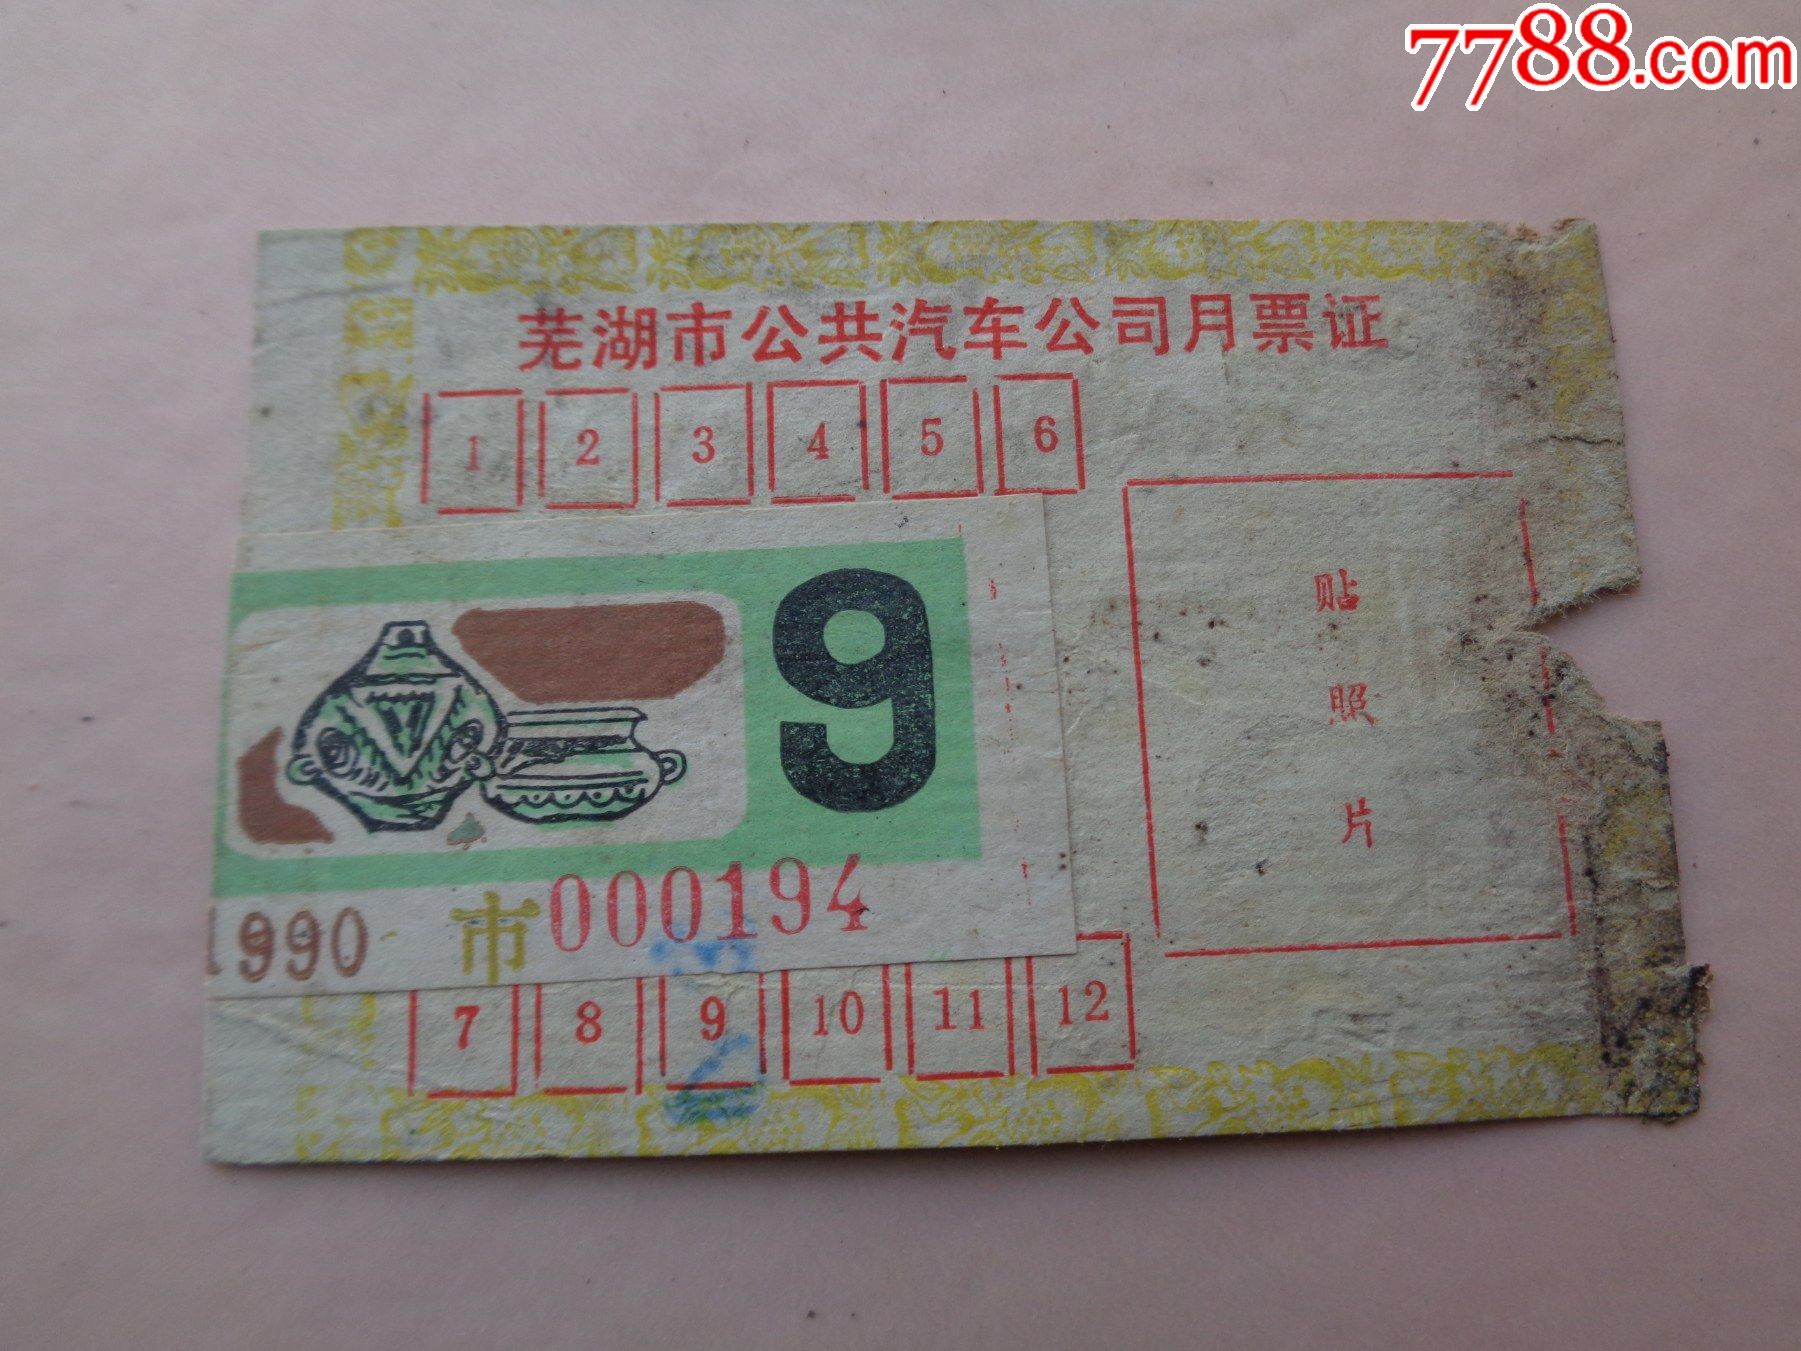 7788.com
芜湖市公共汽车公司月票证
1 2 3 4 5 6
9
贴
照
片
1990 市 000194
7 8 9 10 11 12